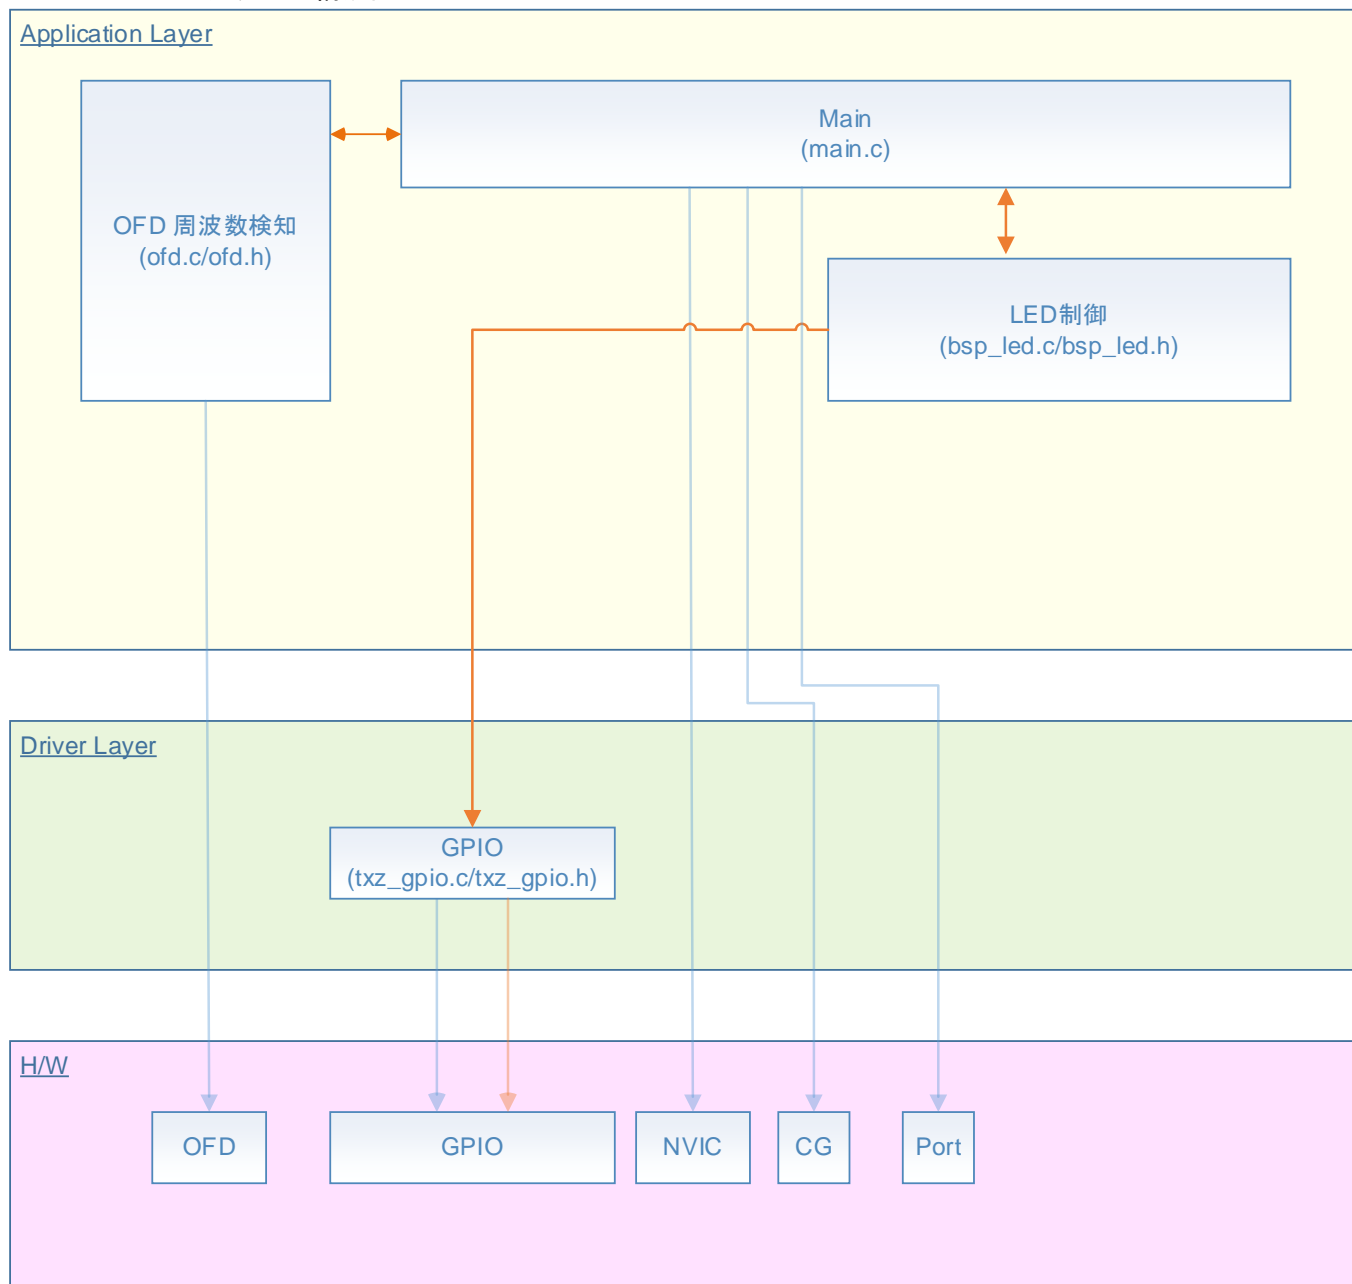 Application Layer
Main
(main.c)
OFD 周波数検知
(ofd.c/ofd.h)
LED制御
(bsp_led.c/bsp_led.h)
Driver Layer
GPIO
(txz_gpio.c/txz_gpio.h)
H/W
OFD
GPIO
NVIC
CG
Port